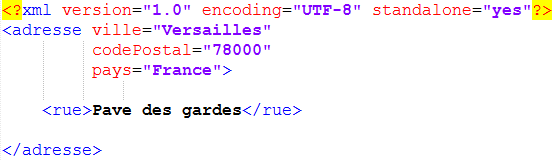 <?xml version="1.0" encoding="UTF-8" standalone="yes"?>
<adresse ville="Versailles"
codePostal="78000"
pays="France">
<rue>Pave des gardes</rue>
</adresse>